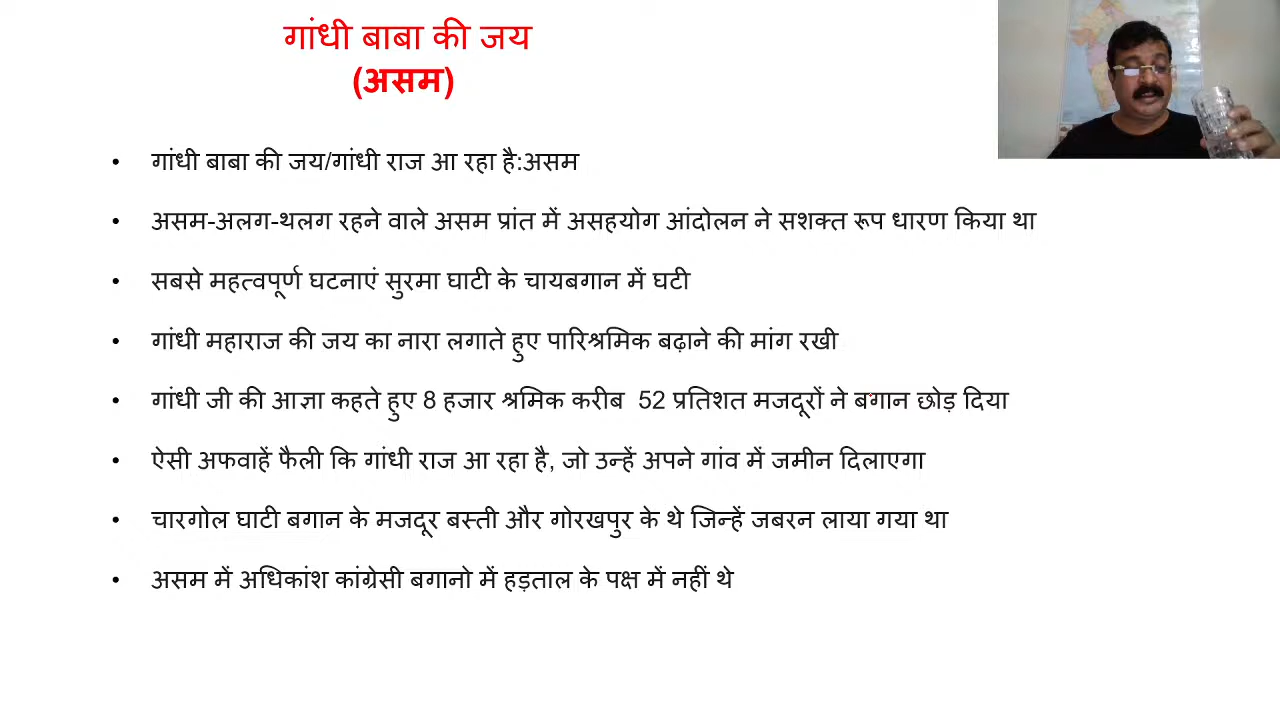 गांधी बाबा की जय
(असम)
• गांधी बाबा की जय/गांधी राज आ रहा है:असम
• असम-अलग-थलग रहने वाले असम प्रांत में असहयोग आंदोलन ने सशक्त रूप धारण किया था
• सबसे महत्वपूर्ण घटनाएं सुरमा घाटी के चायबगान में घटी
• गांधी महाराज की जय का नारा लगाते हुए पारिश्रमिक बढ़ाने की मांग रखी
• गांधी जी की आज्ञा कहते हुए 8 हजार श्रमिक करीब 52 प्रतिशत मजदूरों ने बगान छोड़ दिया
• ऐसी अफवाहें फैली कि गांधी राज आ रहा है, जो उन्हें अपने गांव में जमीन दिलाएगा
• चारगोल घाटी बगान के मजदूर बस्ती और गोरखपुर के थे जिन्हें जबरन लाया गया था
• असम में अधिकांश कांग्रेसी बगानो में हड़ताल के पक्ष में नहीं थे